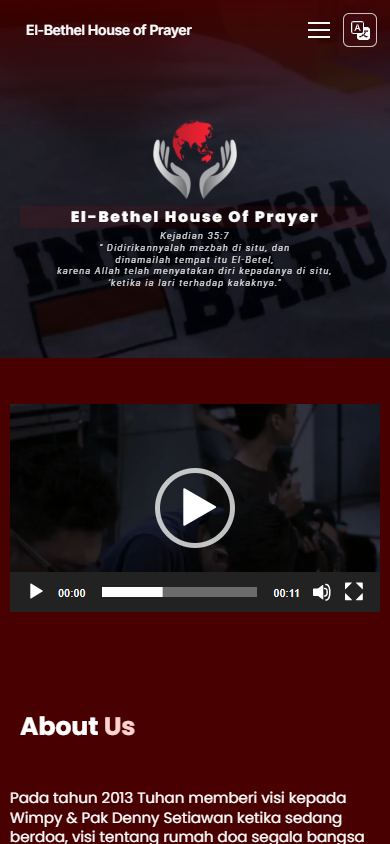 El-Bethel House of Prayer
A
INDONESIA
BARU
El-Bethel House Of Prayer
Kejadian 35:7
" Didirikannyalah mezbah di situ, dan
dinamailah tempat itu El-Betel,
karena Allah telah menyatakan diri kepadanya di situ,
'ketika ia lari terhadap kakaknya."
00:00
00:11
About Us
Pada tahun 2013 Tuhan memberi visi kepada
Wimpy & Pak Denny Setiawan ketika sedang
berdoa, visi tentang rumah doa segala bangsa